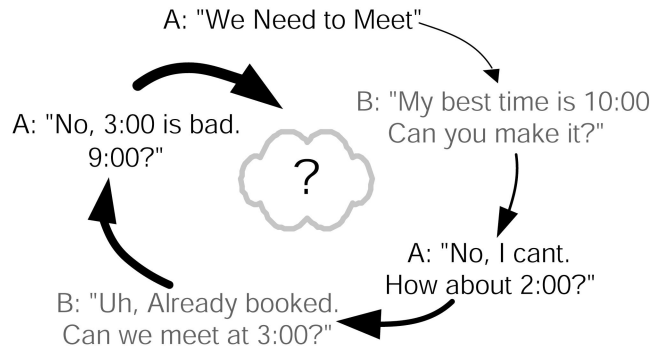 A: "We Need to Meet"
B: "My best time is 10:00
Can you make it?"
A: "No, I cant.
How about 2:00?"
B: "Uh, Already booked.
Can we meet at 3:00?"
A: "No, 3:00 is bad.
9:00?"
?